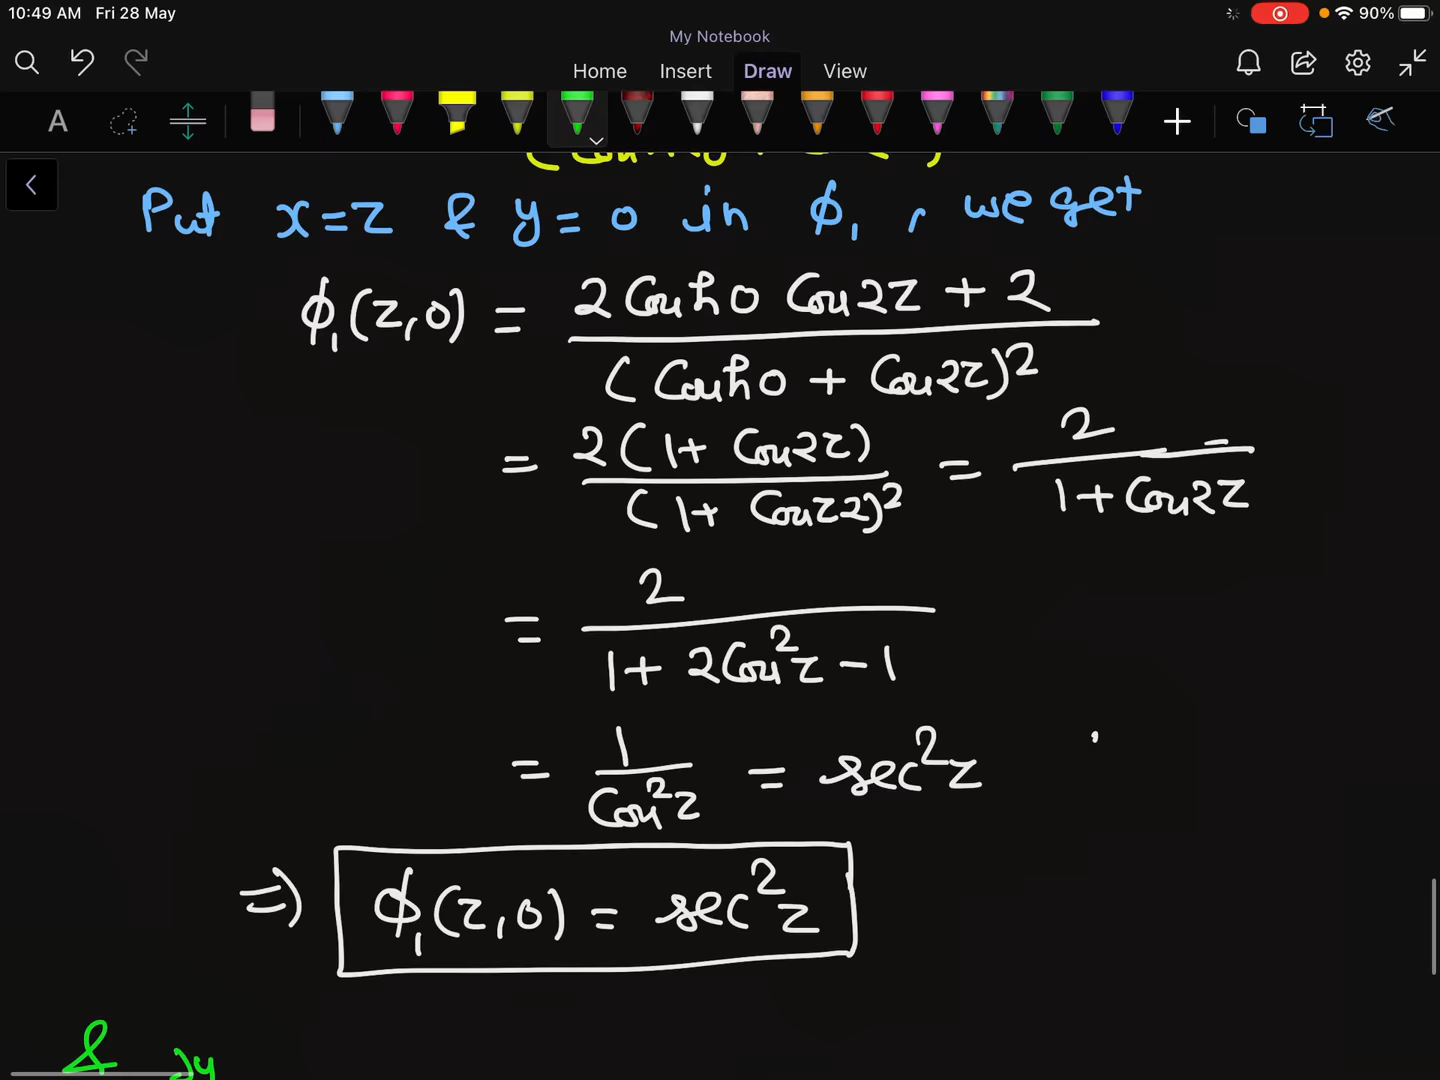 10:49 AM Fri 28 May 90%
My Notebook
Home Insert Draw View
A
Put x=z & y=0 in ϕ₁, we get
ϕ₁(z,0) = 2 Cosh0 Cos2z + 2 / (Cosh0 + Cos2z)²
= 2(1+ Cos2z) / (1+ Cos2z)² = 2 / 1+Cos2z
= 2 / 1+ 2Cos²z - 1
= 1 / Cos²z = sec²z
⇒ ϕ₁(z,0) = sec²z
&